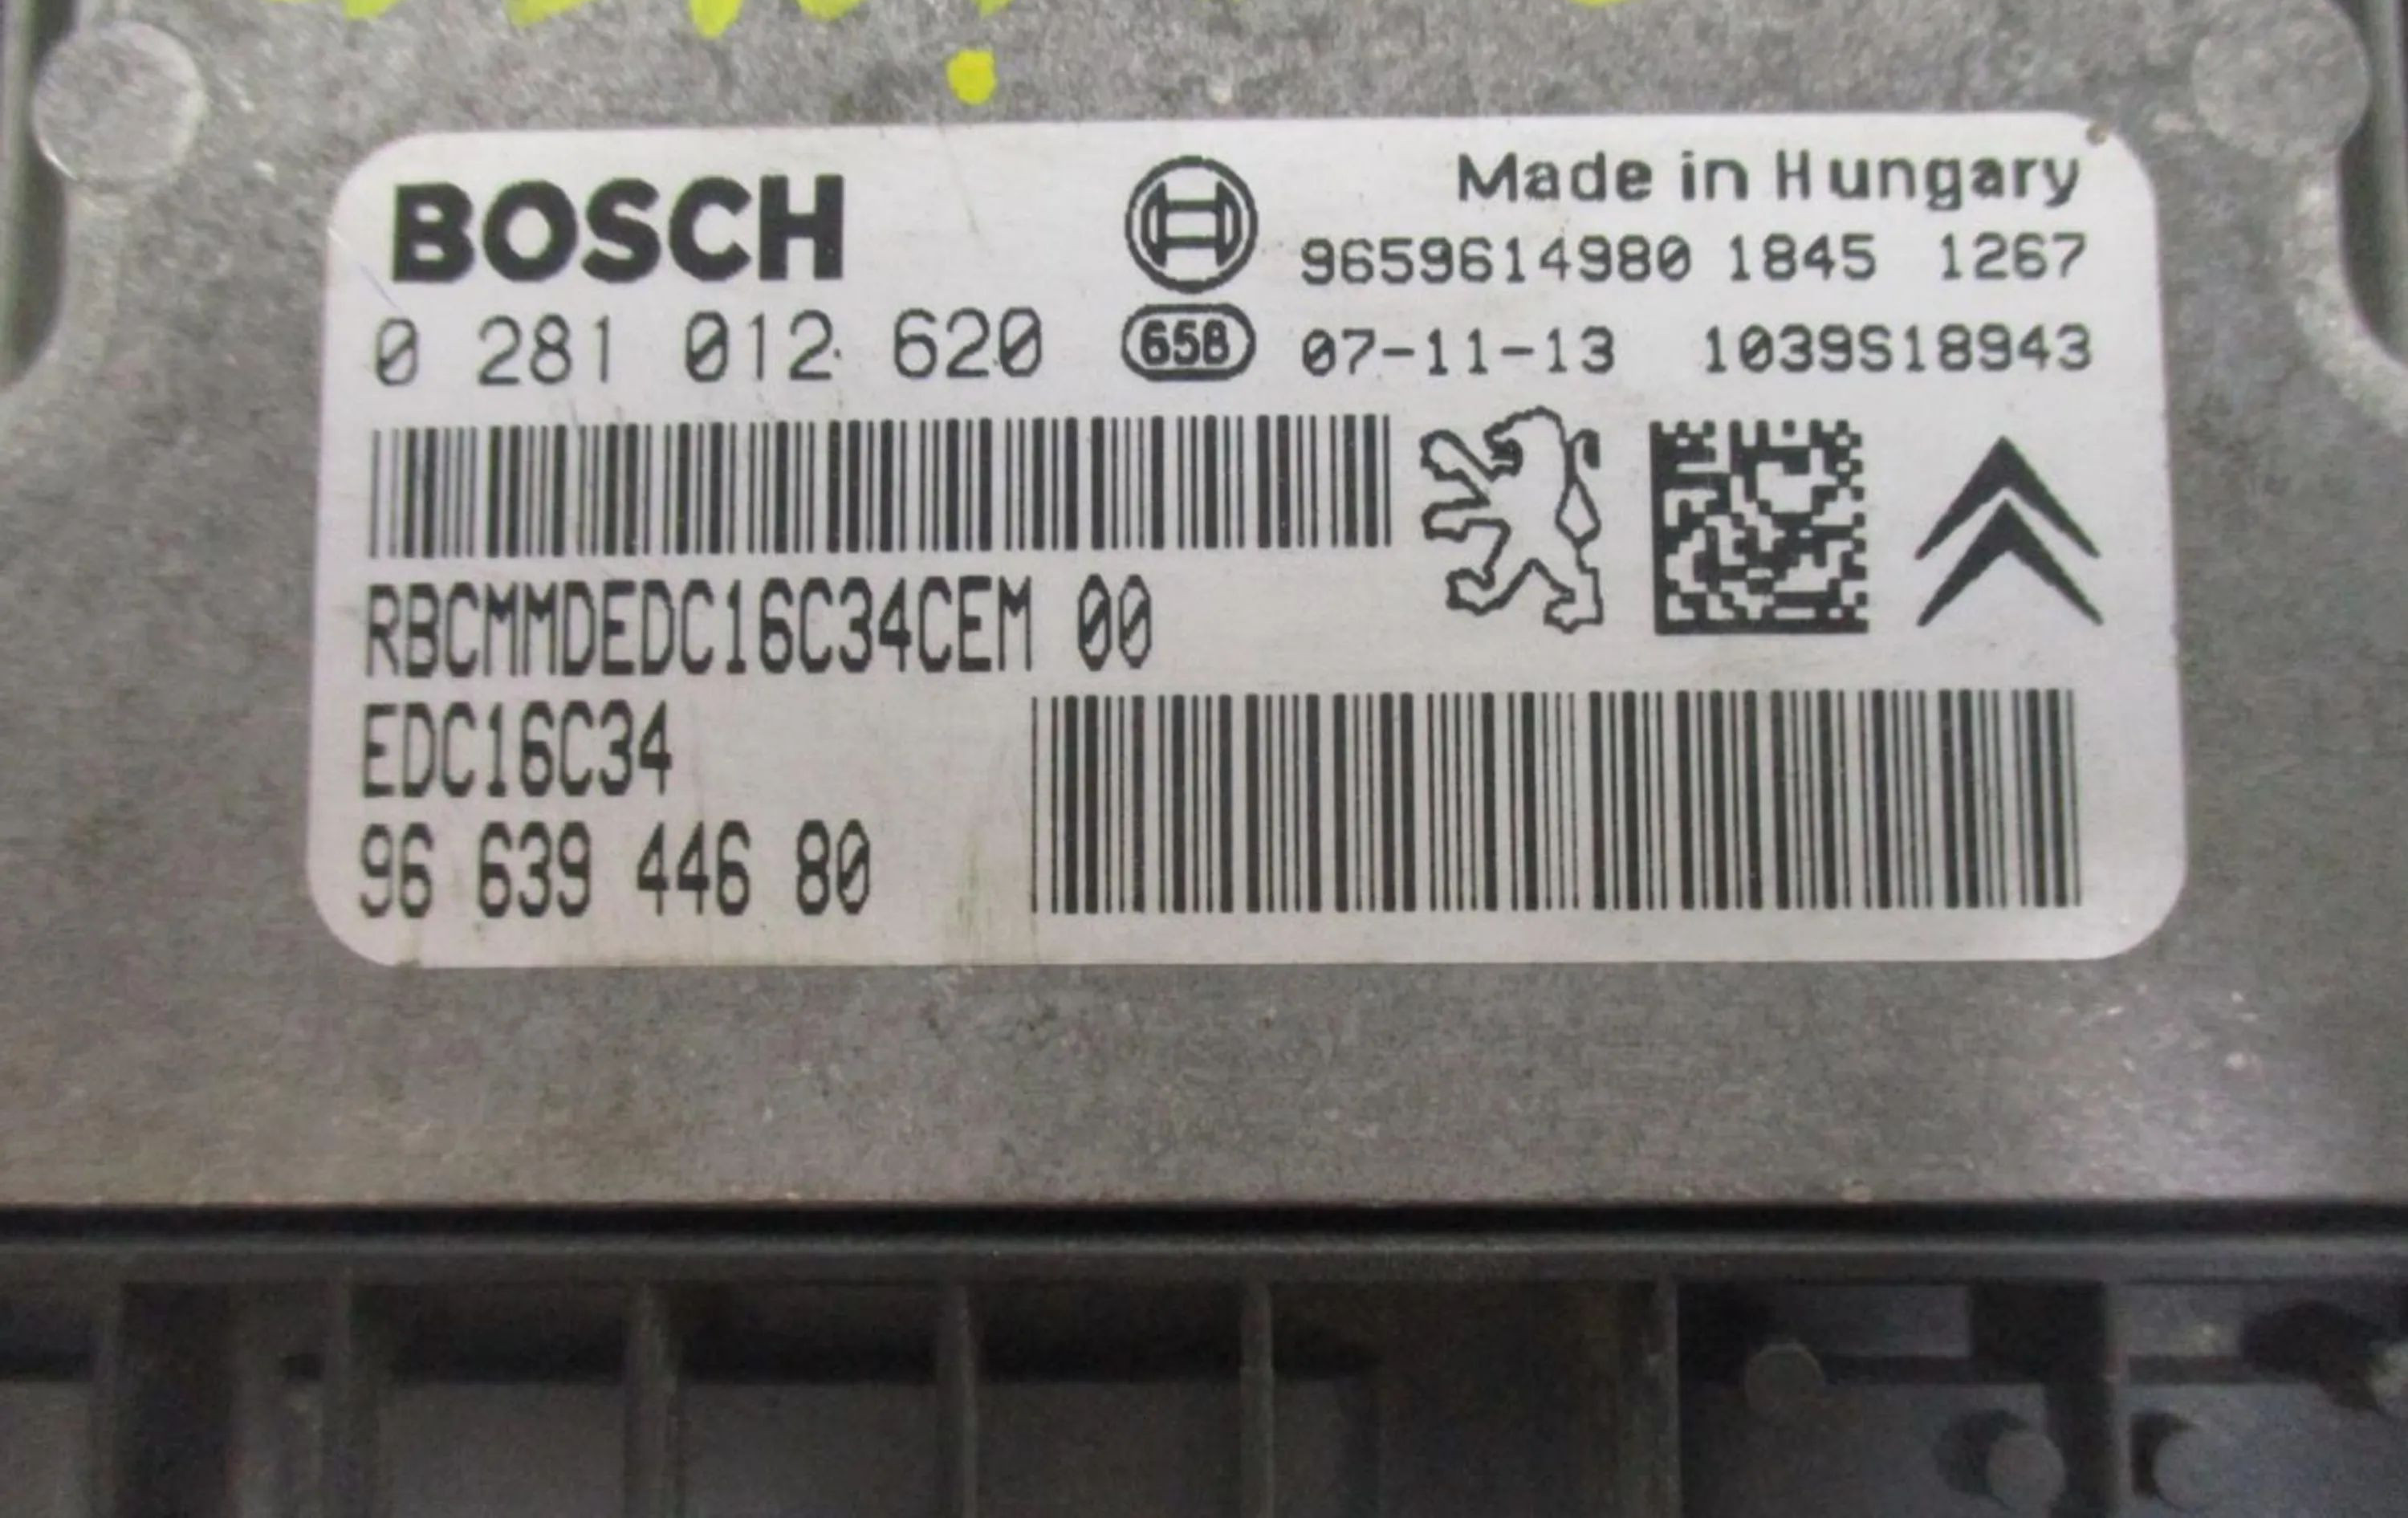 BOSCH
Made in Hungary
9659614980 1845 1267
0 281 012 620
658
07-11-13 1039S18943
RBCMMDEDC16C34CEM 00
EDC16C34
96 639 446 80